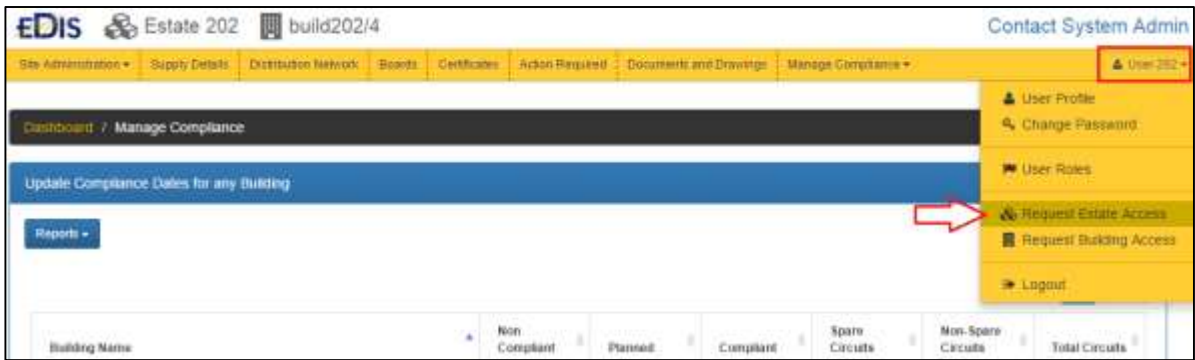 EDIS Estate 202 build202/4 Contact System Admin
Site Administration Supply Details Distribution Network Boards Certificates Action Required Documents and Drawings Manage Compliance User 202
User Profile
Dashboard / Manage Compliance
Change Password
Update Compliance Dates for any Building
User Roles
Reports
Request Estate Access
Request Building Access
Logout
Building Name Non Compliant Planned Compliant Spare Circuits Non-Spare Circuits Total Circuits